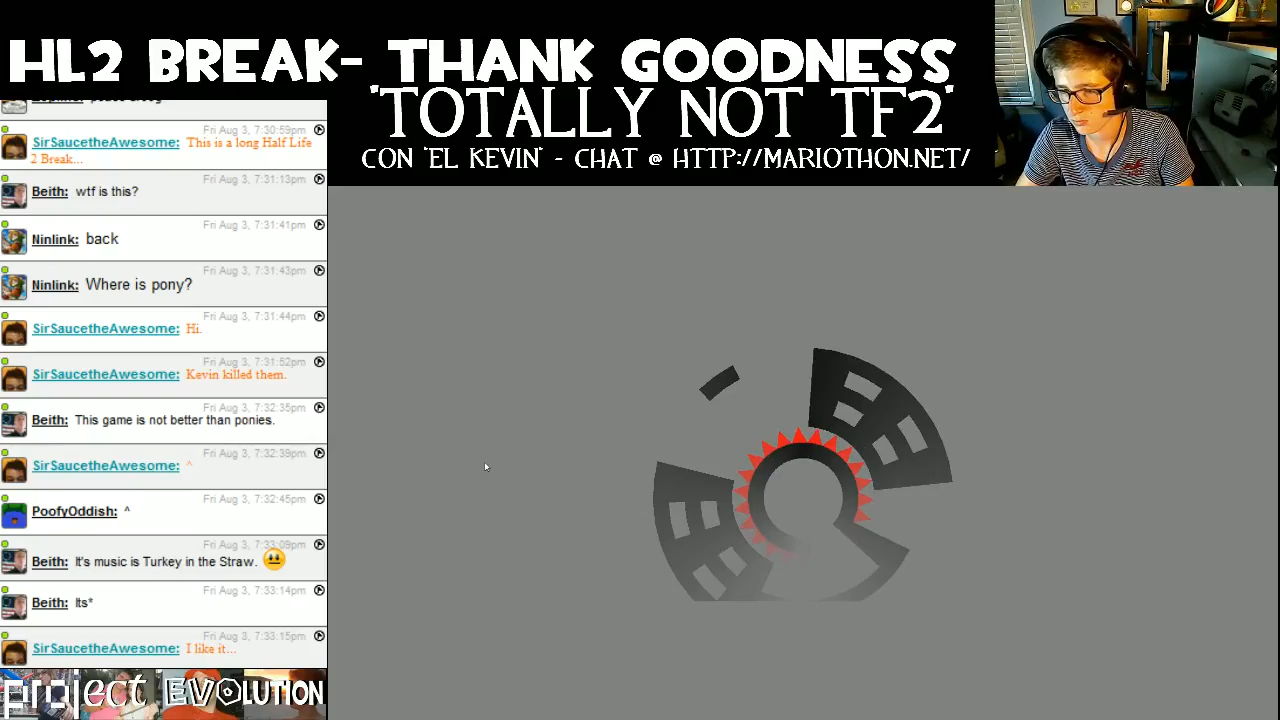 HL2 BREAK- THANK GOODNESS
"TOTALLY NOT TF2"
CON "EL KEVIN" - CHAT @ HTTP://MARIOTHON.NET/
Fri Aug 3, 7:30:59pm
SirSaucetheAwesome: This is a long Half Life
2 Break...
Fri Aug 3, 7:31:13pm
Beith: wtf is this?
Fri Aug 3, 7:31:41pm
Ninlink: back
Fri Aug 3, 7:31:43pm
Ninlink: Where is pony?
Fri Aug 3, 7:31:44pm
SirSaucetheAwesome: Hi.
Fri Aug 3, 7:31:52pm
SirSaucetheAwesome: Kevin killed them.
Fri Aug 3, 7:32:35pm
Beith: This game is not better than ponies.
Fri Aug 3, 7:32:39pm
SirSaucetheAwesome: ^
Fri Aug 3, 7:32:45pm
PoofyOddish: ^
Fri Aug 3, 7:33:09pm
Beith: It's music is Turkey in the Straw.
Fri Aug 3, 7:33:14pm
Beith: Its*
Fri Aug 3, 7:33:15pm
SirSaucetheAwesome: I like it...
project EVOLUTION